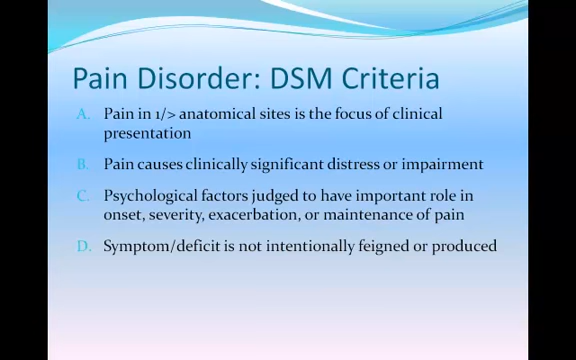 Pain Disorder: DSM Criteria
A. Pain in 1/> anatomical sites is the focus of clinical
presentation
B. Pain causes clinically significant distress or impairment
C. Psychological factors judged to have important role in
onset, severity, exacerbation, or maintenance of pain
D. Symptom/deficit is not intentionally feigned or produced